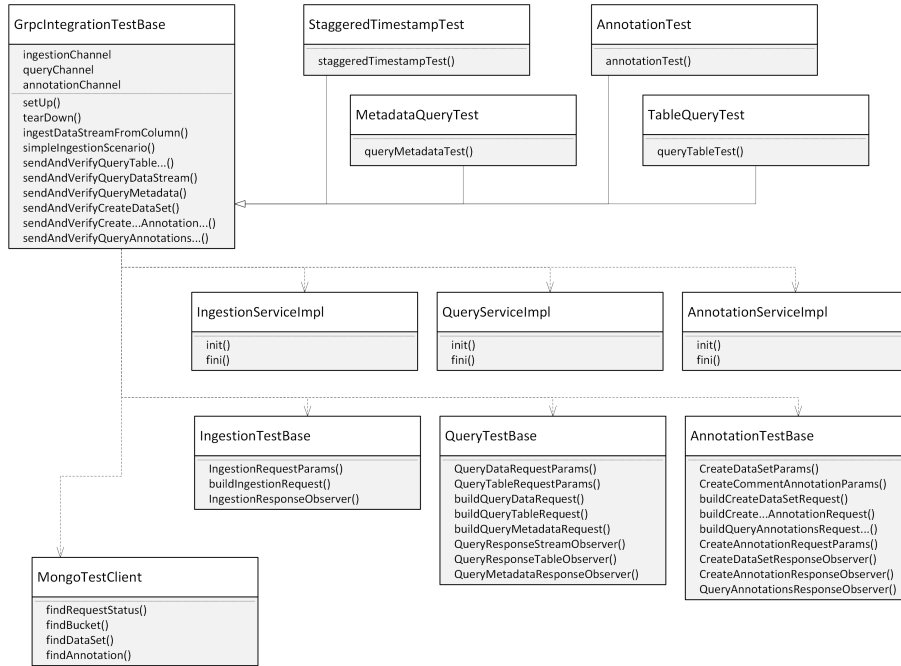 GrpcIntegrationTestBase
ingestionChannel
queryChannel
annotationChannel
setUp()
tearDown()
ingestDataStreamFromColumn()
simpleIngestionScenario()
sendAndVerifyQueryTable...()
sendAndVerifyQueryDataStream()
sendAndVerifyQueryMetadata()
sendAndVerifyCreateDataSet()
sendAndVerifyCreate...Annotation...()
sendAndVerifyQueryAnnotations...()
StaggeredTimestampTest
staggeredTimestampTest()
AnnotationTest
annotationTest()
MetadataQueryTest
queryMetadataTest()
TableQueryTest
queryTableTest()
IngestionServiceImpl
init()
fini()
QueryServiceImpl
init()
fini()
AnnotationServiceImpl
init()
fini()
IngestionTestBase
IngestionRequestParams()
buildIngestionRequest()
IngestionResponseObserver()
QueryTestBase
QueryDataRequestParams()
QueryTableRequestParams()
buildQueryDataRequest()
buildQueryTableRequest()
buildQueryMetadataRequest()
QueryResponseStreamObserver()
QueryResponseTableObserver()
QueryMetadataResponseObserver()
AnnotationTestBase
CreateDataSetParams()
CreateCommentAnnotationParams()
buildCreateDataSetRequest()
buildCreate...AnnotationRequest()
buildQueryAnnotationsRequest...()
CreateAnnotationRequestParams()
CreateDataSetResponseObserver()
CreateAnnotationResponseObserver()
QueryAnnotationsResponseObserver()
MongoTestClient
findRequestStatus()
findBucket()
findDataSet()
findAnnotation()